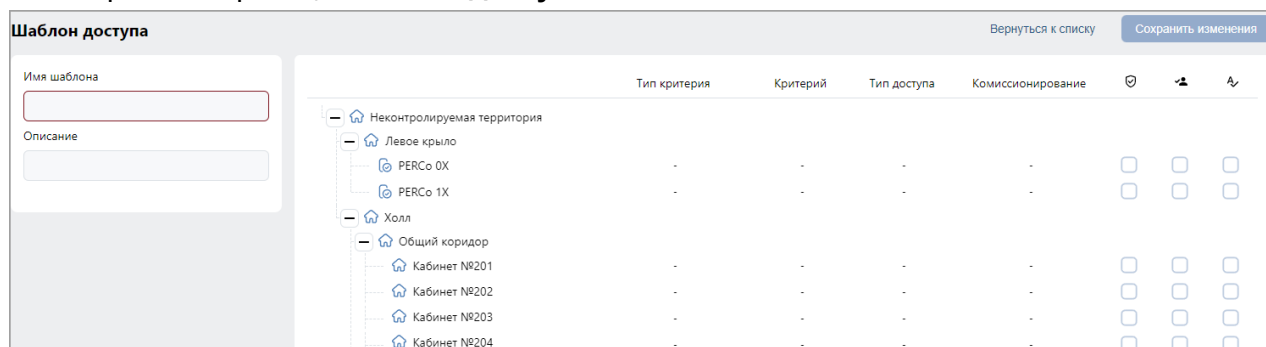 Шаблон доступа
Вернуться к списку
Сохранить изменения
Имя шаблона
Описание
Тип критерия Критерий Тип доступа Комиссионирование
Неконтролируемая территория
Левое крыло
PERCo 0X - - - -
PERCo 1X - - - -
Холл
Общий коридор
Кабинет №201 - - - -
Кабинет №202 - - - -
Кабинет №203 - - - -
Кабинет №204 - - - -